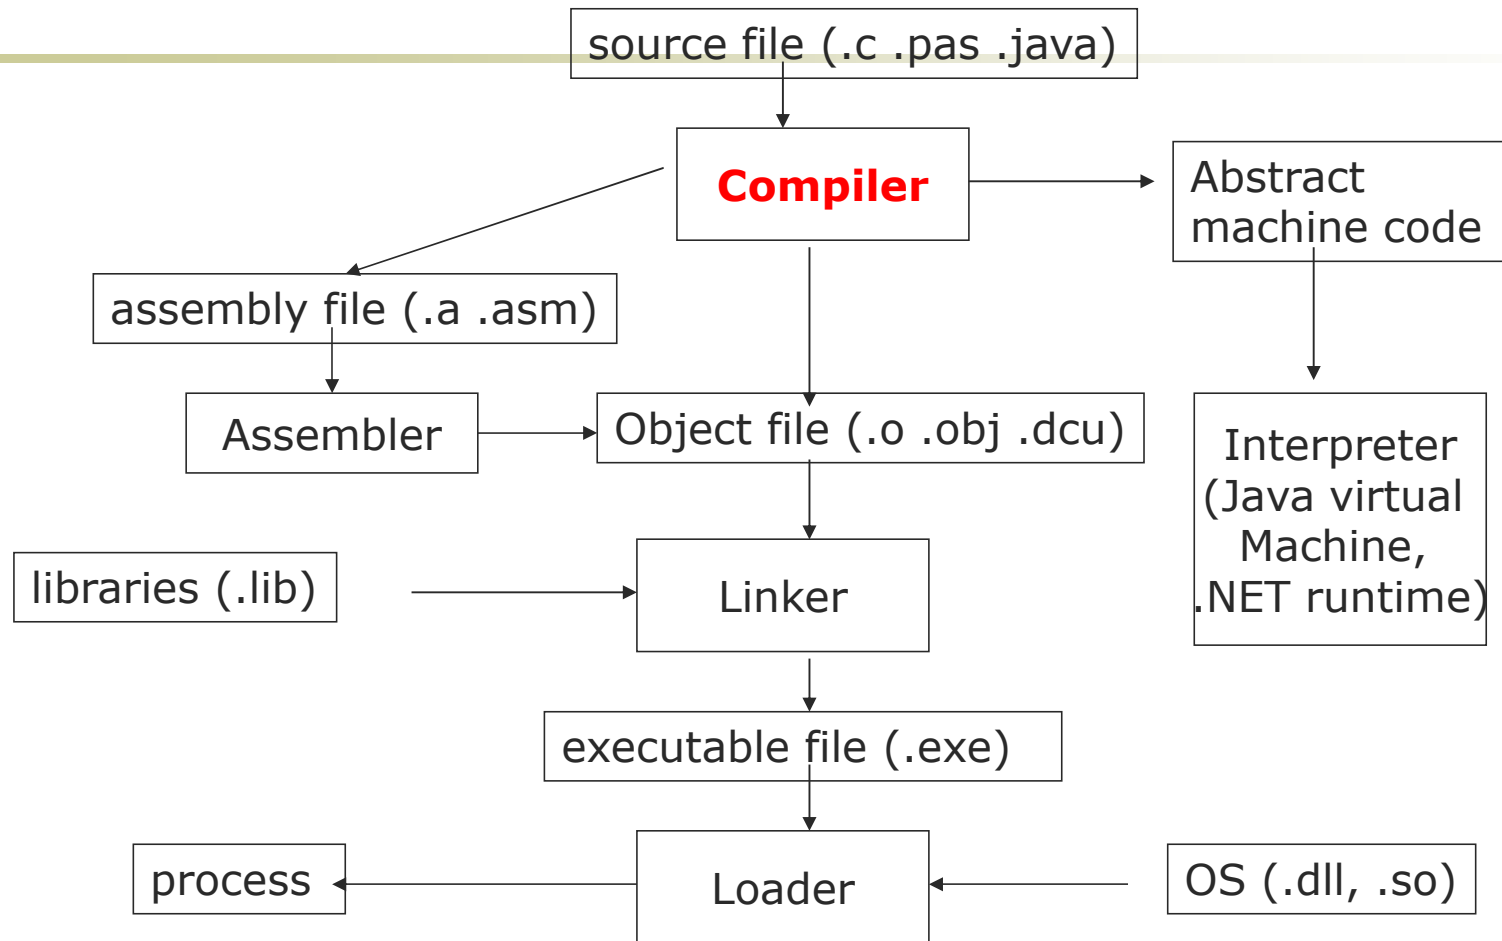 source file (.c .pas .java)
Compiler
Abstract
machine code
assembly file (.a .asm)
Assembler
Object file (.o .obj .dcu)
Interpreter
(Java virtual
Machine,
.NET runtime)
libraries (.lib)
Linker
executable file (.exe)
process
Loader
OS (.dll, .so)